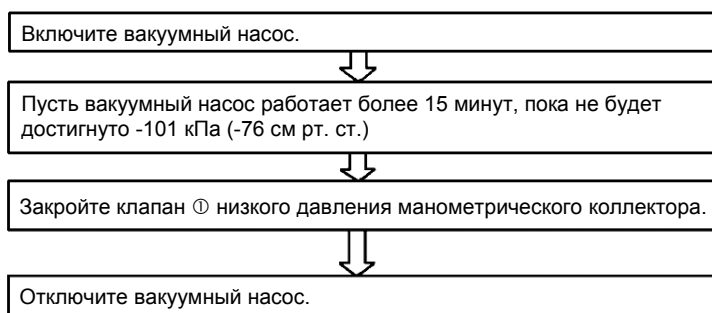 Включите вакуумный насос.
Пусть вакуумный насос работает более 15 минут, пока не будет
достигнуто -101 кПа (-76 см рт. ст.)
Закройте клапан ① низкого давления манометрического коллектора.
Отключите вакуумный насос.